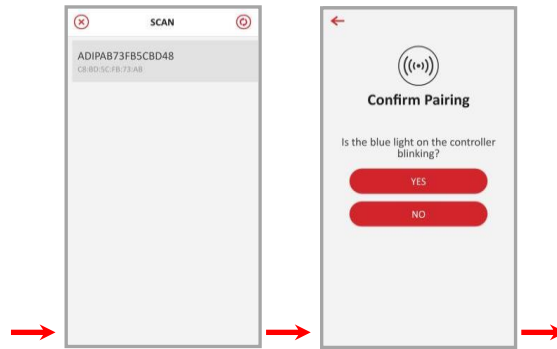 SCAN
ADIPAB73FB5CBD48
C8:BD:5C:FB:73:AB
Confirm Pairing
Is the blue light on the controller
blinking?
YES
NO